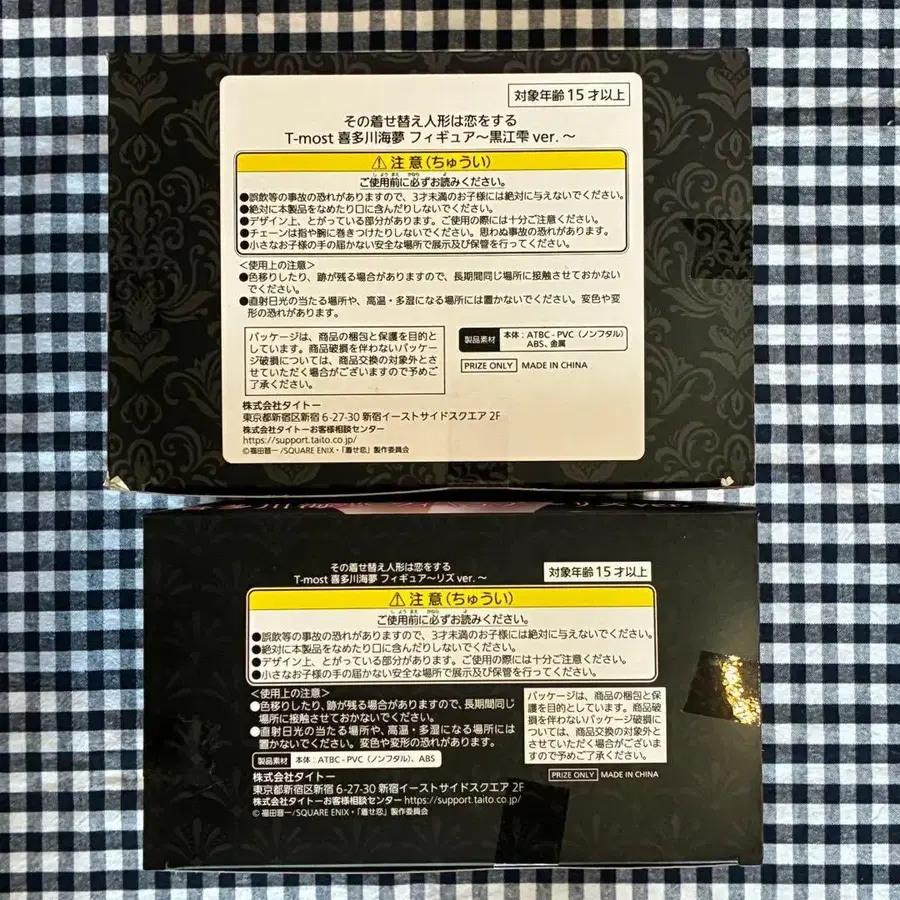 対象年齢 15 才以上
その着せ替え人形は恋をする
T-most 喜多川海夢 フィギュア～黒江雫 ver. ～
⚠ 注意(ちゅうい)
しようまえ かなら よ
ご使用前に必ずお読みください。
●誤飲等の事故の恐れがありますので、3才未満のお子様には絶対に与えないでください。
●絶対に本製品をなめたり口に含んだりしないでください。
●デザイン上、とがっている部分があります。ご使用の際には十分ご注意ください。
●チェーンは指や腕に巻きつけたりしないでください。思わぬ事故の恐れがあります。
●小さなお子様の手の届かない安全な場所で展示及び保管を行ってください。
<使用上の注意>
●色移りしたり、跡が残る場合がありますので、長期間同じ場所に接触させておかない
でください。
●直射日光の当たる場所や、高温・多湿になる場所には置かないでください。変色や変
形の恐れがあります。
パッケージは、商品の梱包と保護を目的と
しています。商品破損を伴わないパッケー
ジ破損については、商品交換の対象外とさ
せていただく場合がございますので予めご
了承ください。
製品素材 本体:ATBC-PVC(ノンフタル)
ABS、金属
PRIZE ONLY MADE IN CHINA
株式会社タイトー
東京都新宿区新宿 6-27-30 新宿イーストサイドスクエア 2F
株式会社タイトーお客様相談センター
https://support.taito.co.jp/
©福田晋一/SQUARE ENIX・「着せ恋」製作委員会
その着せ替え人形は恋をする
T-most 喜多川海夢 フィギュア～リズ ver. ～
対象年齢 15 才以上
⚠ 注意(ちゅうい)
しようまえ かなら よ
ご使用前に必ずお読みください。
●誤飲等の事故の恐れがありますので、3才未満のお子様には絶対に与えないでください。
●絶対に本製品をなめたり口に含んだりしないでください。
●デザイン上、とがっている部分があります。ご使用の際には十分ご注意ください。
●小さなお子様の手の届かない安全な場所で展示及び保管を行ってください。
<使用上の注意>
●色移りしたり、跡が残る場合がありますので、長期間同じ
場所に接触させておかないでください。
●直射日光の当たる場所や、高温・多湿になる場所には
置かないでください。変色や変形の恐れがあります。
製品素材 本体:ATBC-PVC(ノンフタル)、ABS
パッケージは、商品の梱包と保
護を目的としています。商品破
損を伴わないパッケージ破損に
ついては、商品交換の対象外と
させていただく場合がございま
すので予めご了承ください。
PRIZE ONLY MADE IN CHINA
株式会社タイトー
東京都新宿区新宿 6-27-30 新宿イーストサイドスクエア 2F
株式会社タイトーお客様相談センター https://support.taito.co.jp/
©福田晋一/SQUARE ENIX・「着せ恋」製作委員会